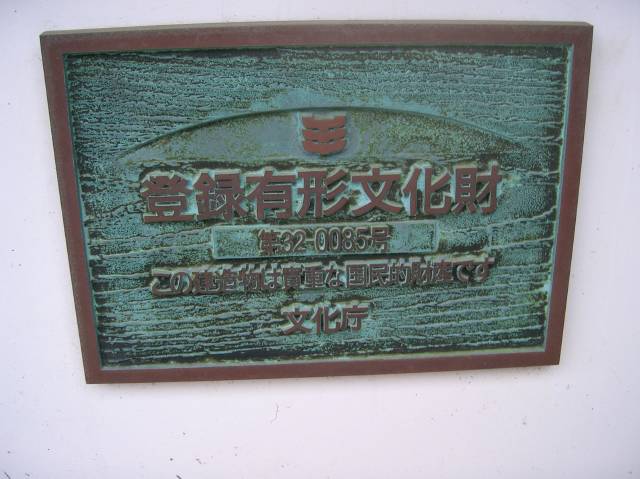 登録有形文化財
第32-0085号
この建造物は貴重な国民的財産です
文化庁